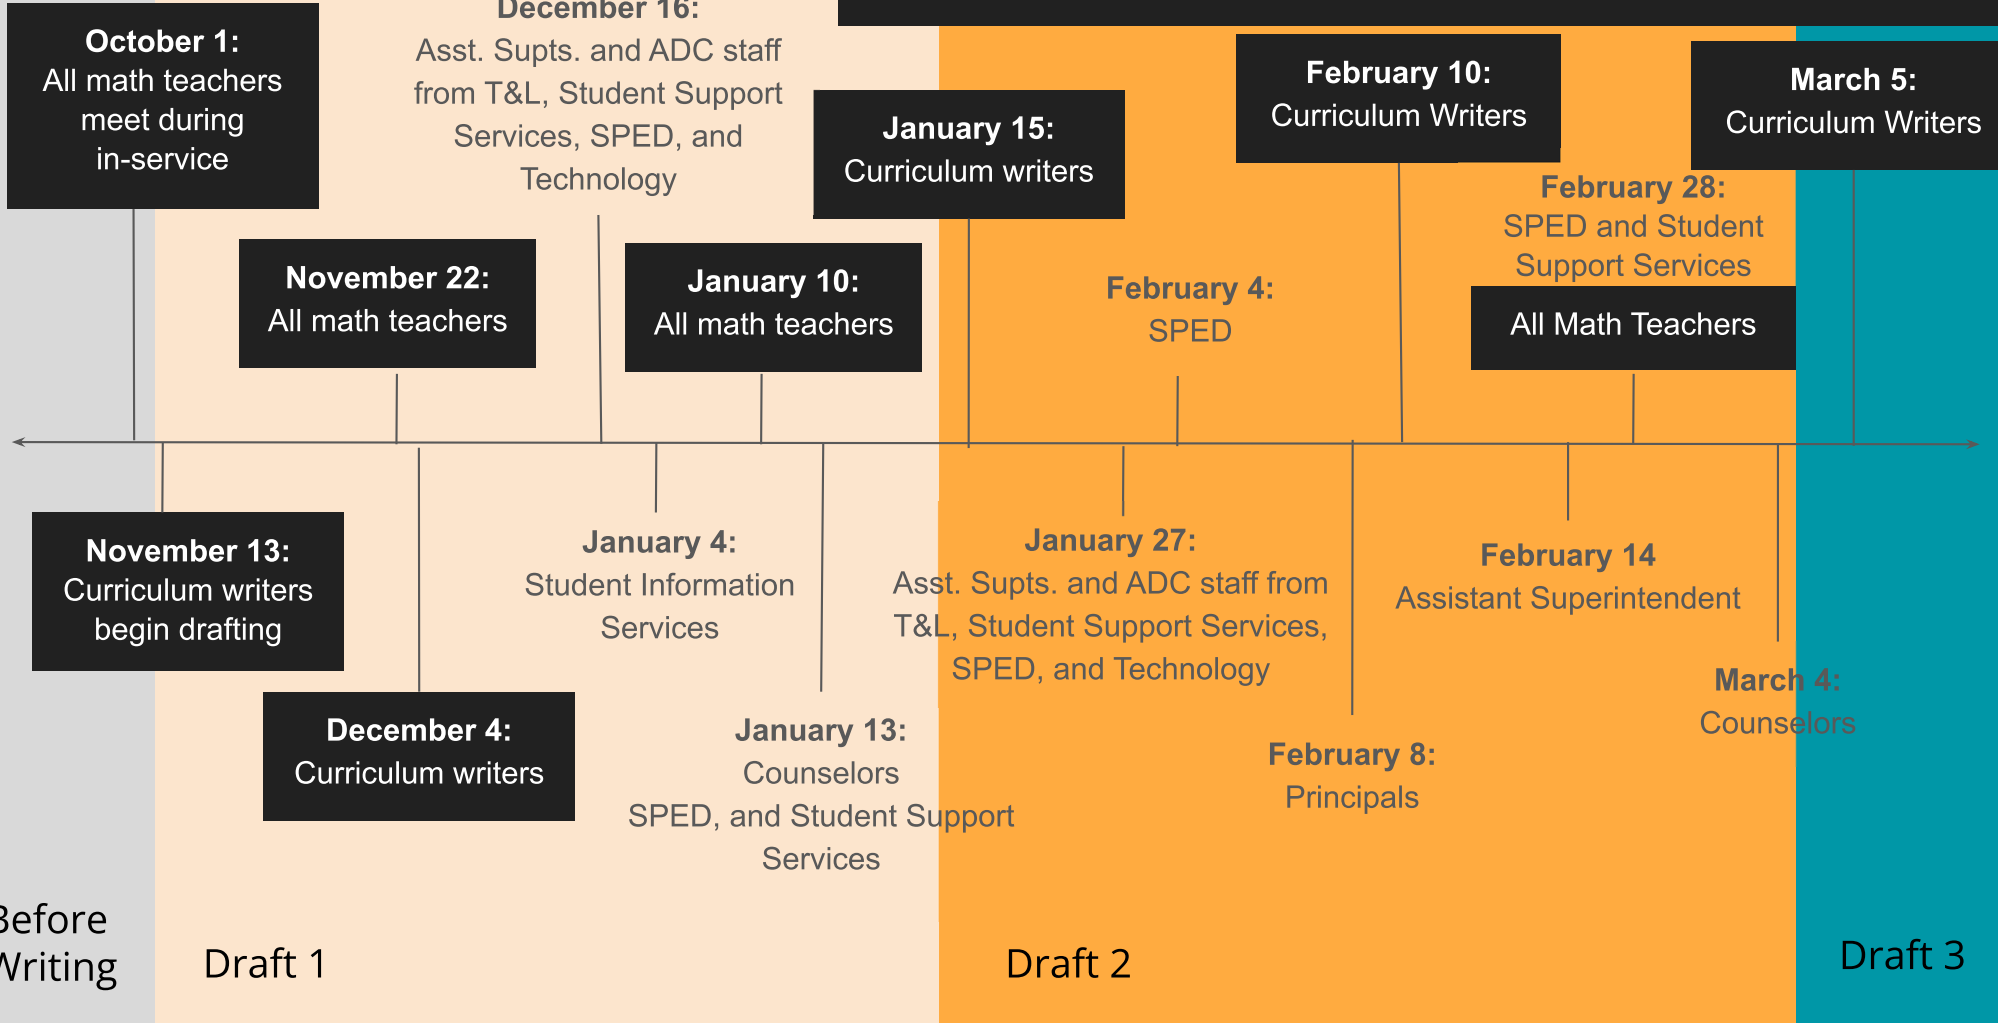 October 1:
All math teachers
meet during
in-service
December 16:
Asst. Supts. and ADC staff
from T&L, Student Support
Services, SPED, and
Technology
January 15:
Curriculum writers
February 10:
Curriculum Writers
March 5:
Curriculum Writers
November 22:
All math teachers
January 10:
All math teachers
February 4:
SPED
February 28:
SPED and Student
Support Services
All Math Teachers
November 13:
Curriculum writers
begin drafting
December 4:
Curriculum writers
January 4:
Student Information
Services
January 13:
Counselors
SPED, and Student Support
Services
January 27:
Asst. Supts. and ADC staff from
T&L, Student Support Services,
SPED, and Technology
February 8:
Principals
February 14
Assistant Superintendent
March 4:
Counselors
Before
Writing
Draft 1
Draft 2
Draft 3